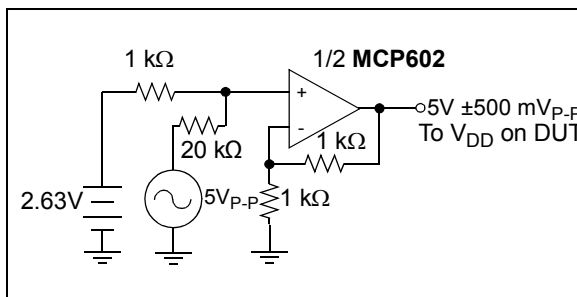 1 kΩ
1/2 MCP602
+
-
5V ±500 mVP-P
To VDD on DUT
20 kΩ
1 kΩ
2.63V
5VP-P
1 kΩ